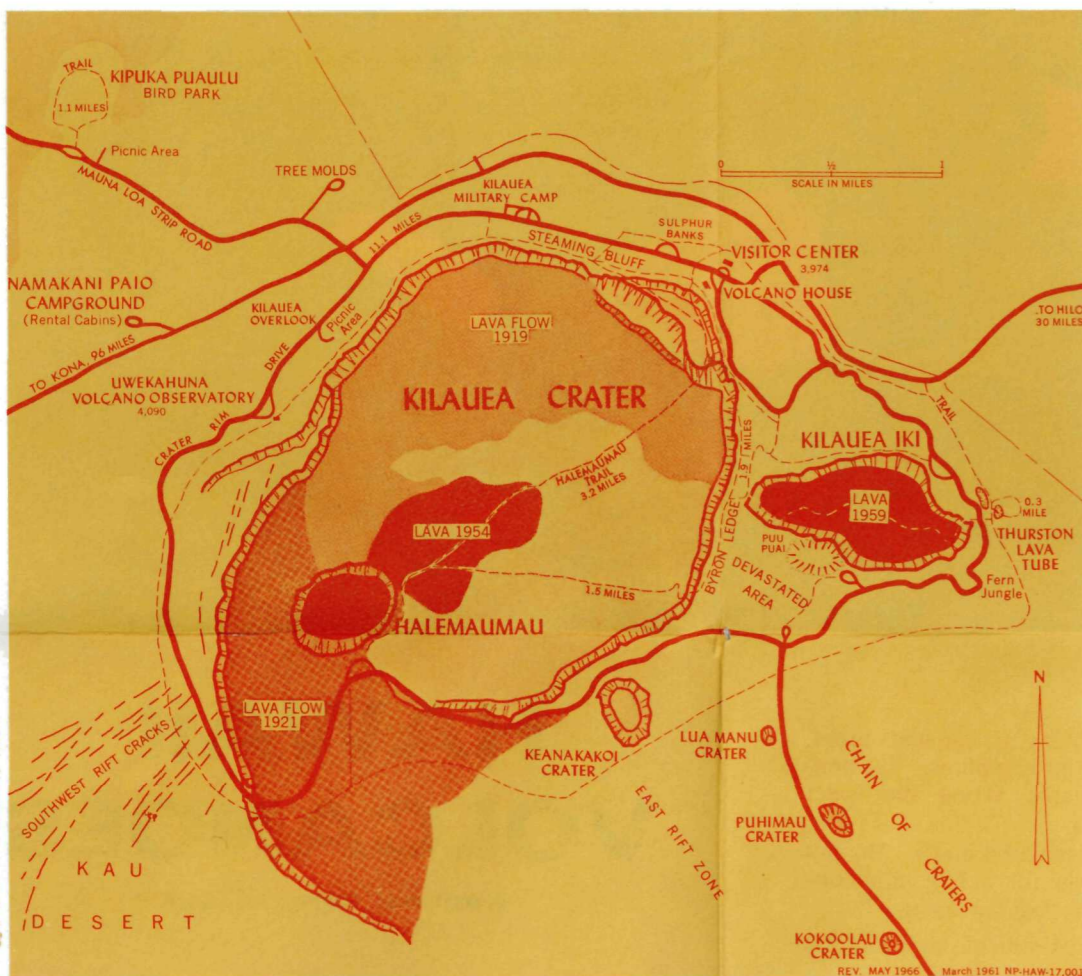 TRAIL
KIPUKA PUAULU
BIRD PARK
1.1 MILES
Picnic Area
MAUNA LOA STRIP ROAD
TREE MOLDS
11.1 MILES
KILAUEA
MILITARY CAMP
0 ½ 1
SCALE IN MILES
STEAMING BLUFF
SULPHUR
BANKS
VISITOR CENTER
3,974
VOLCANO HOUSE
NAMAKANI PAIO
CAMPGROUND
(Rental Cabins)
KILAUEA
OVERLOOK
Picnic
Area
TO HILO
30 MILES
TO KONA, 96 MILES
UWEKAHUNA
VOLCANO OBSERVATORY
4,090
CRATER RIM DRIVE
LAVA FLOW
1919
KILAUEA CRATER
TRAIL
HALEMAUMAU
TRAIL
3.2 MILES
BYRON LEDGE
.9 MILES
KILAUEA IKI
LAVA
1959
0.3
MILE
THURSTON
LAVA
TUBE
LAVA 1954
PUU
PUAI
DEVASTATED
AREA
Fern
Jungle
1.5 MILES
HALEMAUMAU
LAVA FLOW
1921
SOUTHWEST RIFT CRACKS
KEANAKAKOI
CRATER
LUA MANU
CRATER
EAST RIFT ZONE
CHAIN OF CRATERS
N
PUHIMAU
CRATER
KAU
DESERT
KOKOOLAU
CRATER
REV. MAY 1966 March 1961 NP-HAW-17,003